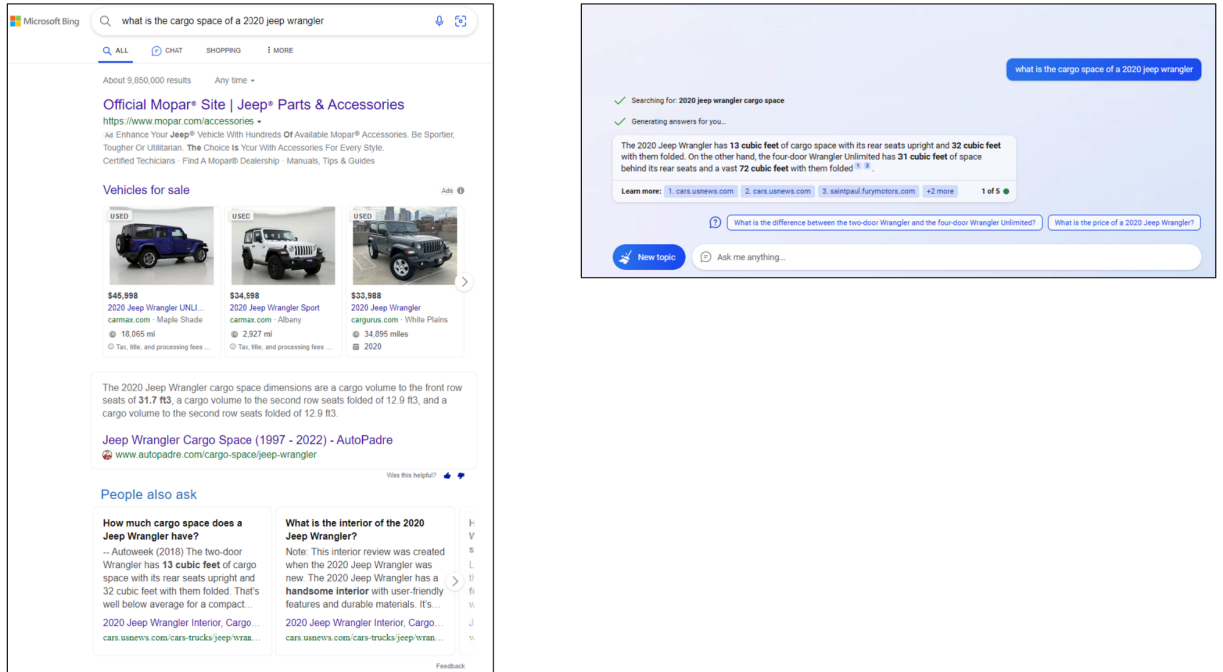 Microsoft Bing
what is the cargo space of a 2020 jeep wrangler
ALL
CHAT
SHOPPING
MORE
About 9,850,000 results
Any time
Official Mopar® Site | Jeep® Parts & Accessories
https://www.mopar.com/accessories
Ad Enhance Your Jeep® Vehicle With Hundreds Of Available Mopar® Accessories. Be Sportier,
Tougher Or Utilitarian. The Choice Is Your With Accessories For Every Style.
Certified Techicians · Find A Mopar® Dealership · Manuals, Tips & Guides
Vehicles for sale
Ads
USED
$45,998
2020 Jeep Wrangler UNLI...
carmax.com · Maple Shade
18,065 mi
Tax, title, and processing fees ...
USED
$34,998
2020 Jeep Wrangler Sport
carmax.com · Albany
2,927 mi
Tax, title, and processing fees ...
USED
$33,988
2020 Jeep Wrangler
cargurus.com · White Plains
34,895 miles
2020
The 2020 Jeep Wrangler cargo space dimensions are a cargo volume to the front row
seats of 31.7 ft3, a cargo volume to the second row seats folded of 12.9 ft3, and a
cargo volume to the second row seats folded of 12.9 ft3.
Jeep Wrangler Cargo Space (1997 - 2022) - AutoPadre
www.autopadre.com/cargo-space/jeep-wrangler
Was this helpful?
People also ask
How much cargo space does a
Jeep Wrangler have?
-- Autoweek (2018) The two-door
Wrangler has 13 cubic feet of cargo
space with its rear seats upright and
32 cubic feet with them folded. That's
well below average for a compact...
2020 Jeep Wrangler Interior, Cargo...
cars.usnews.com/cars-trucks/jeep/wran...
What is the interior of the 2020
Jeep Wrangler?
Note: This interior review was created
when the 2020 Jeep Wrangler was
new. The 2020 Jeep Wrangler has a
handsome interior with user-friendly
features and durable materials. It's...
2020 Jeep Wrangler Interior, Cargo...
cars.usnews.com/cars-trucks/jeep/wran...
Feedback
what is the cargo space of a 2020 jeep wrangler
Searching for: 2020 jeep wrangler cargo space
Generating answers for you...
The 2020 Jeep Wrangler has 13 cubic feet of cargo space with its rear seats upright and 32 cubic feet
with them folded. On the other hand, the four-door Wrangler Unlimited has 31 cubic feet of space
behind its rear seats and a vast 72 cubic feet with them folded 1 2 .
Learn more: 1. cars.usnews.com 2. cars.usnews.com 3. saintpaul.furymotors.com +2 more 1 of 5
What is the difference between the two-door Wrangler and the four-door Wrangler Unlimited?
What is the price of a 2020 Jeep Wrangler?
New topic
Ask me anything...